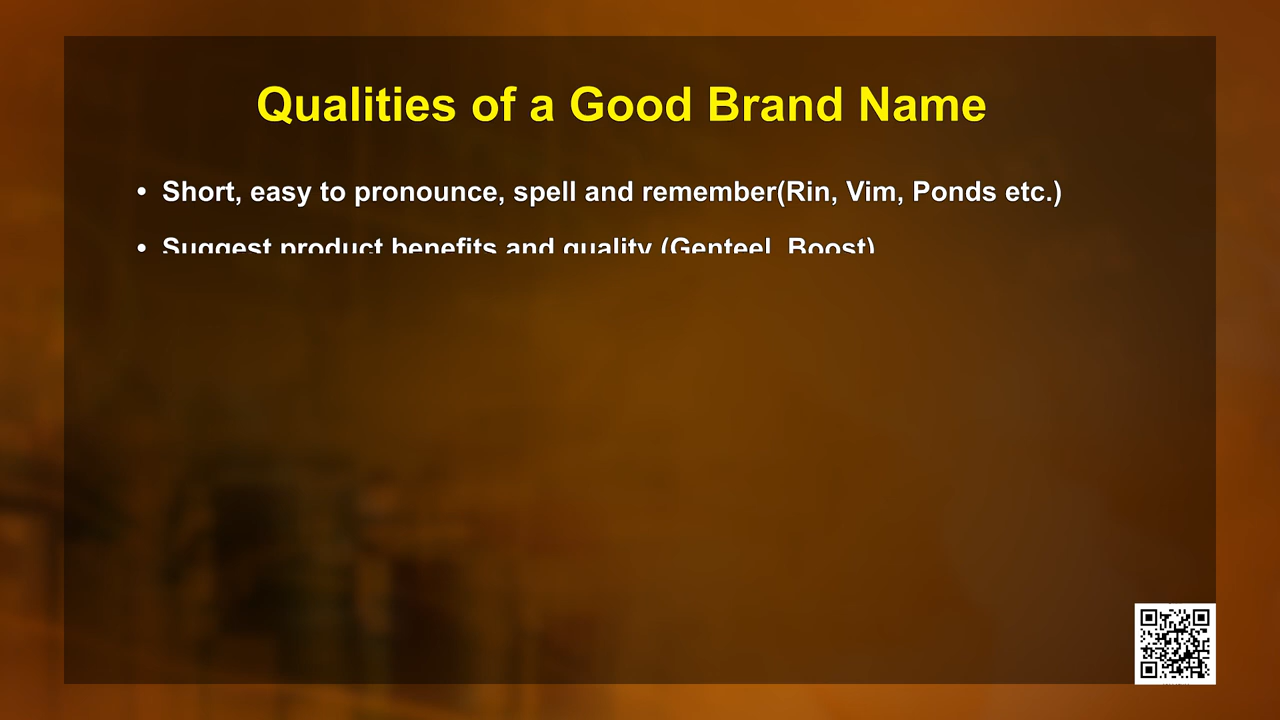 Qualities of a Good Brand Name
• Short, easy to pronounce, spell and remember(Rin, Vim, Ponds etc.)
• Suggest product benefits and quality (Genteel, Boost)